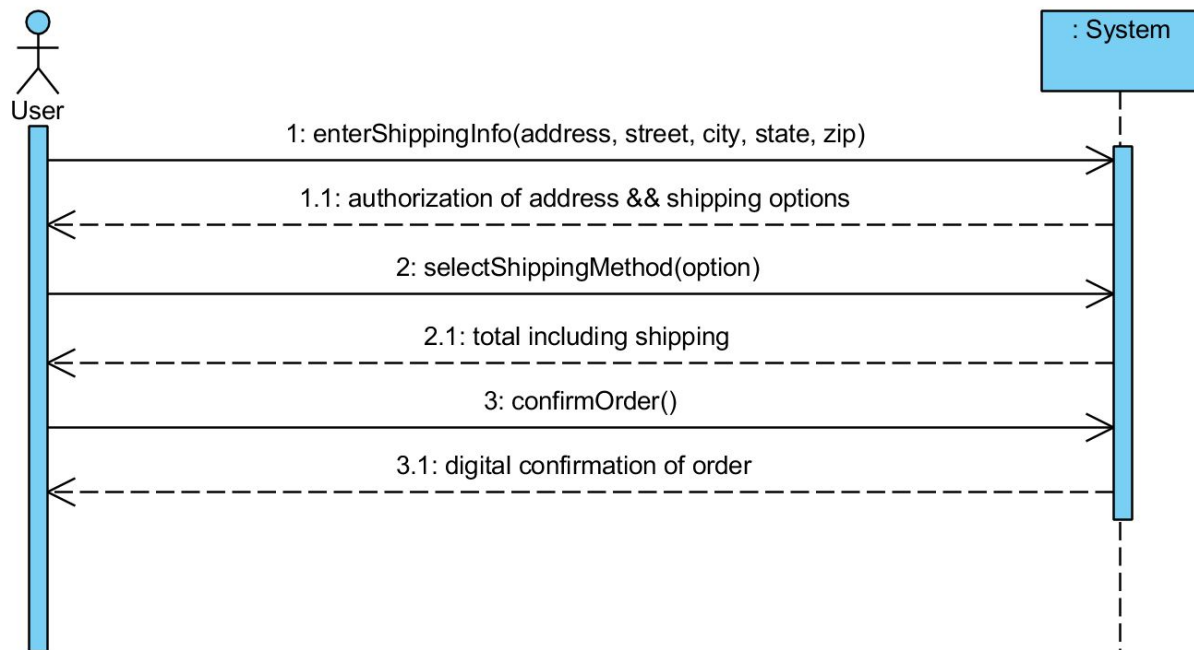 : System
User
1: enterShippingInfo(address, street, city, state, zip)
1.1: authorization of address && shipping options
2: selectShippingMethod(option)
2.1: total including shipping
3: confirmOrder()
3.1: digital confirmation of order